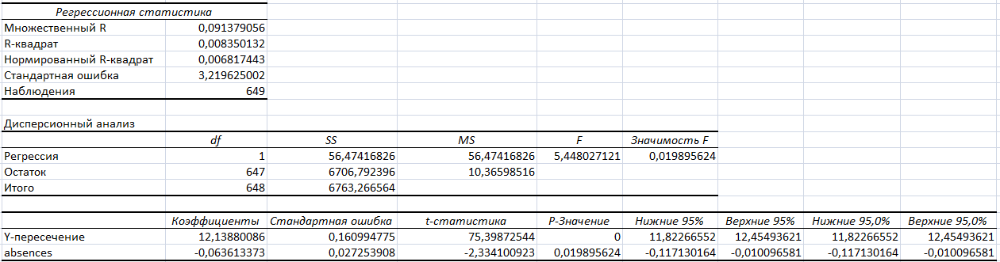 Регрессионная статистика
Множественный R 0,091379056
R-квадрат 0,008350132
Нормированный R-квадрат 0,006817443
Стандартная ошибка 3,219625002
Наблюдения 649
Дисперсионный анализ
df SS MS F Значимость F
Регрессия 1 56,47416826 56,47416826 5,448027121 0,019895624
Остаток 647 6706,792396 10,36598516
Итого 648 6763,266564
Коэффициенты Стандартная ошибка t-статистика P-Значение Нижние 95% Верхние 95% Нижние 95,0% Верхние 95,0%
Y-пересечение 12,13880086 0,160994775 75,39872544 0 11,82266552 12,45493621 11,82266552 12,45493621
absences -0,063613373 0,027253908 -2,334100923 0,019895624 -0,117130164 -0,010096581 -0,117130164 -0,010096581